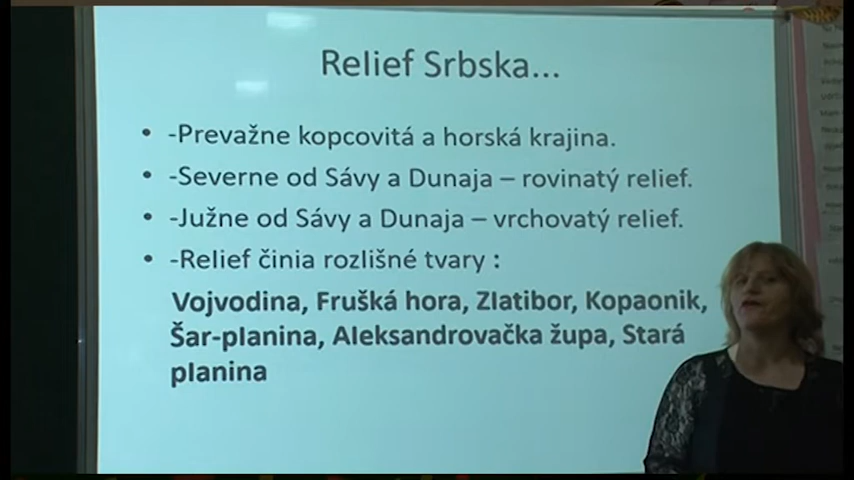 Relief Srbska...
• -Prevažne kopcovitá a horská krajina.
• -Severne od Sávy a Dunaja – rovinatý relief.
• -Južne od Sávy a Dunaja – vrchovatý relief.
• -Relief činia rozlišné tvary :
Vojvodina, Frušká hora, Zlatibor, Kopaonik,
Šar-planina, Aleksandrovačka župa, Stará
planina